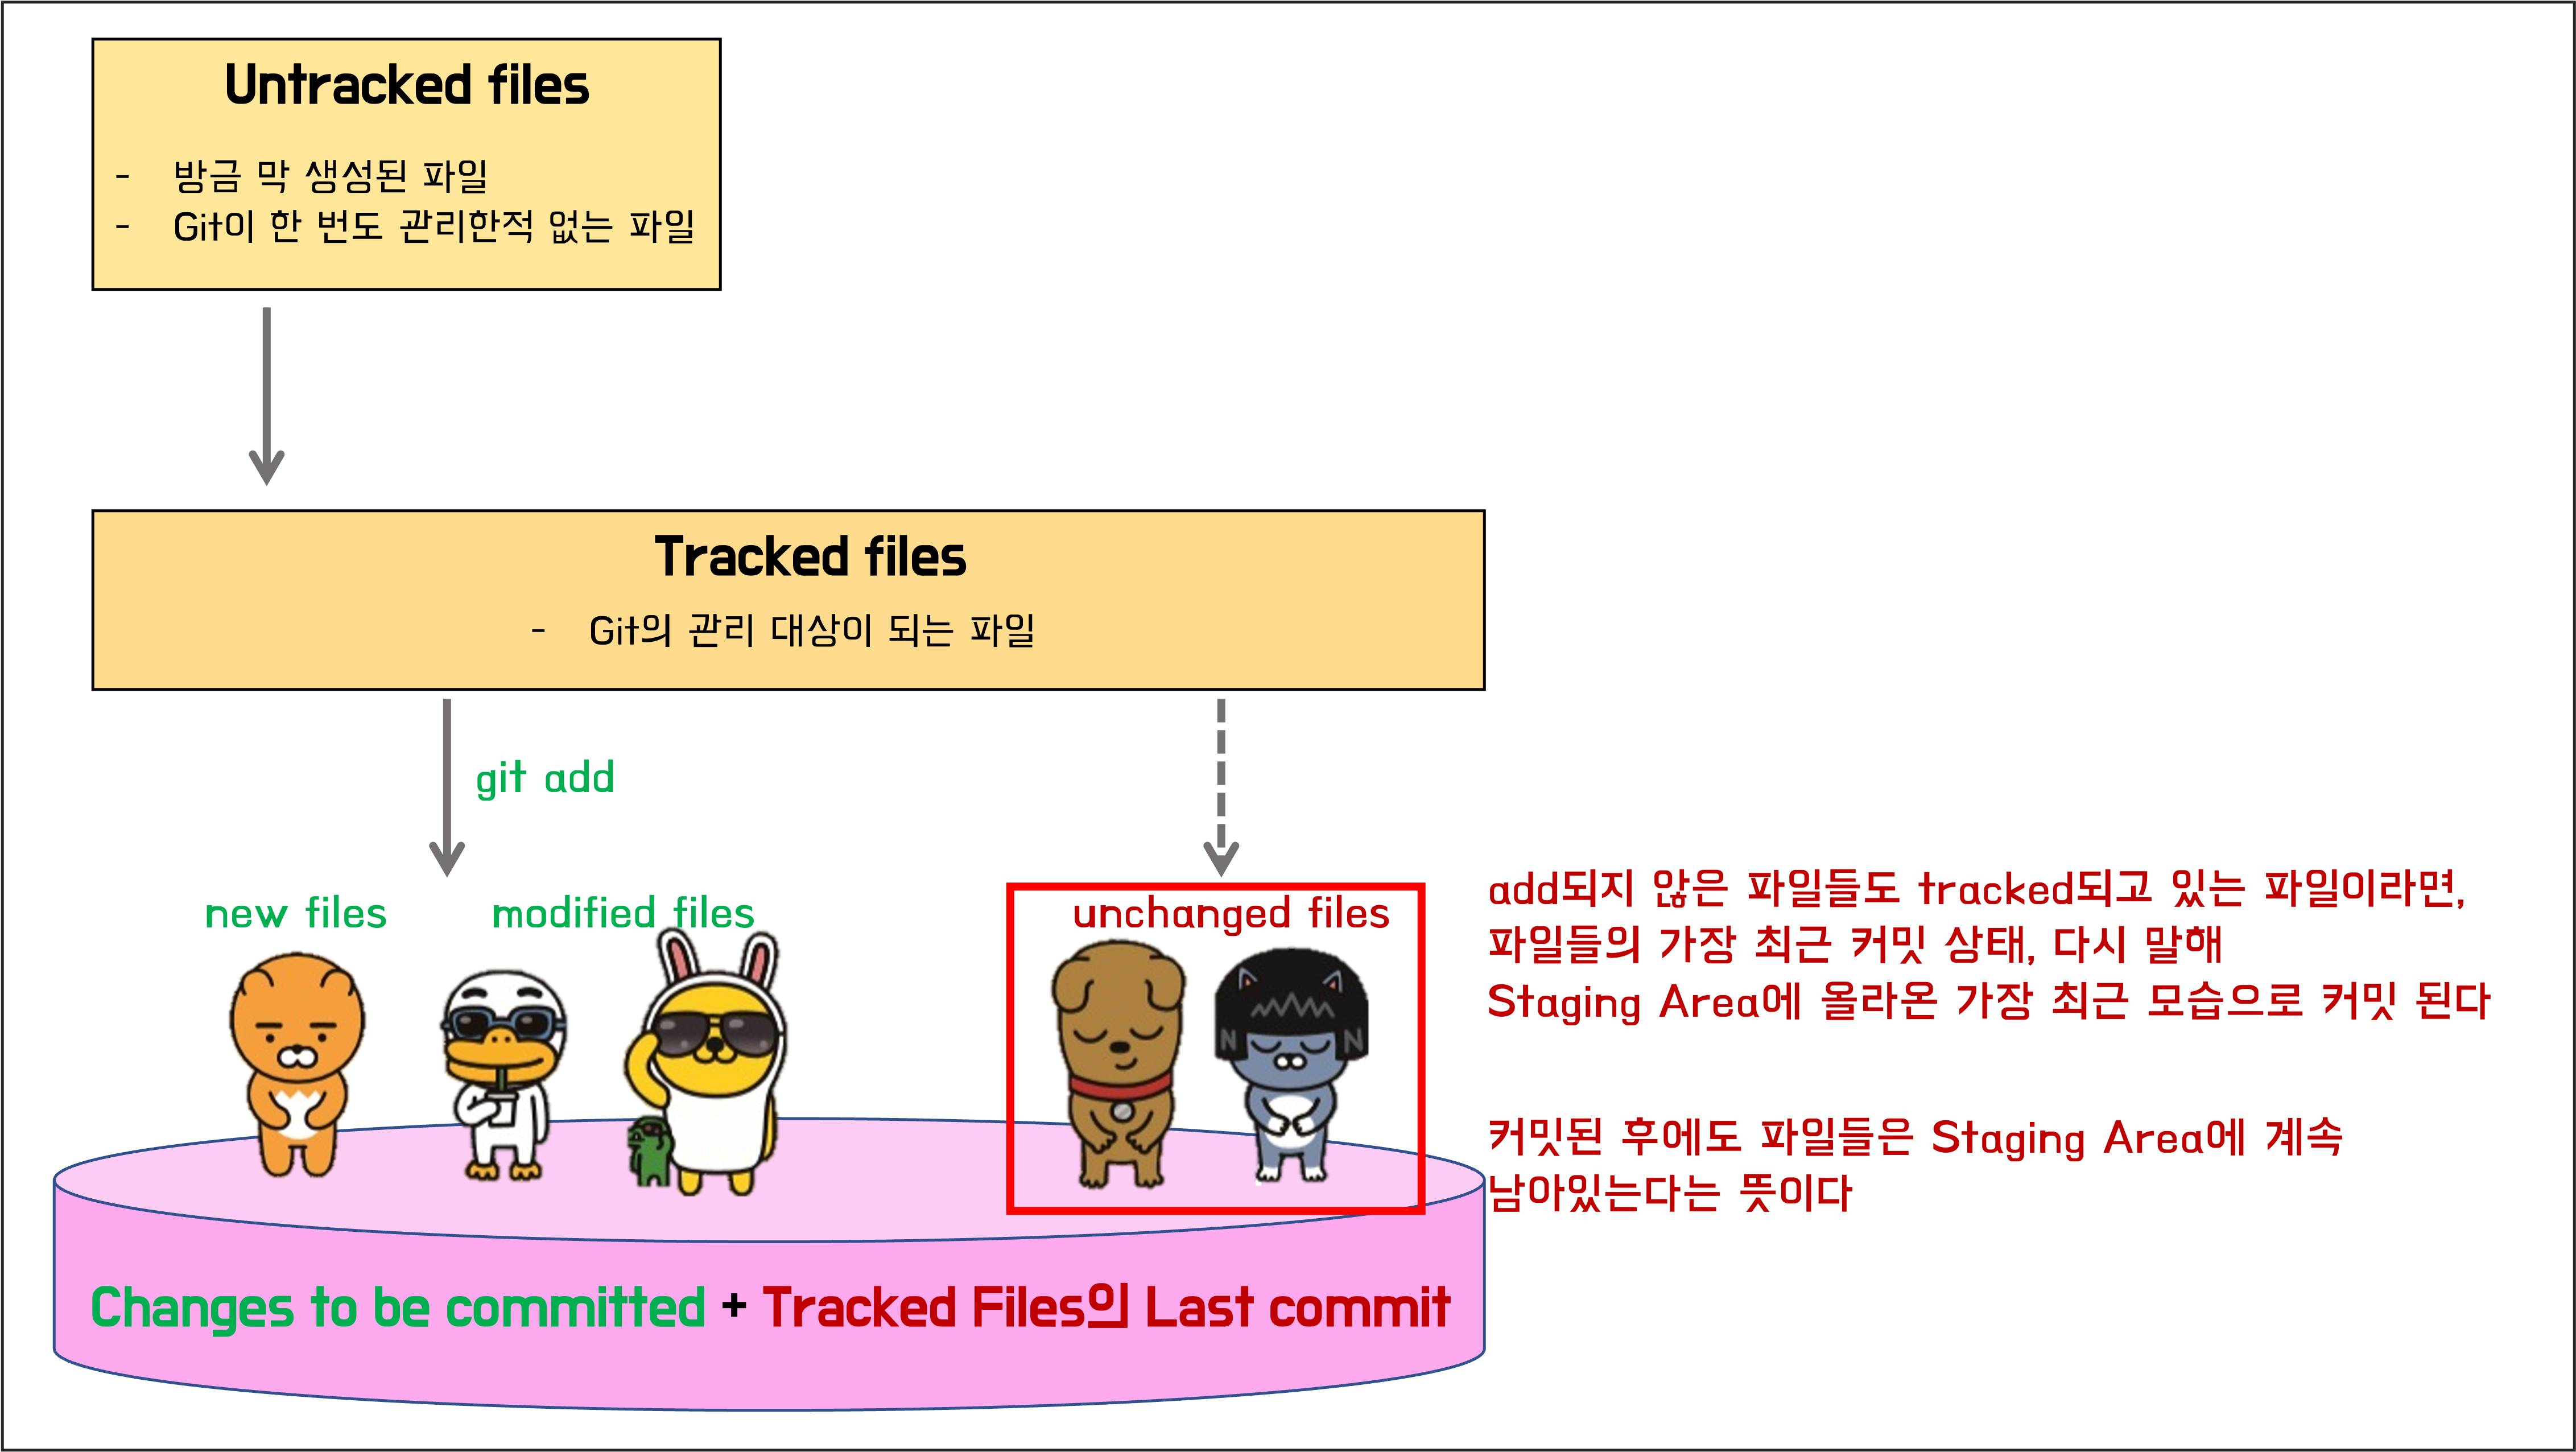 Untracked files
- 방금 막 생성된 파일
- Git이 한 번도 관리한적 없는 파일
Tracked files
- Git의 관리 대상이 되는 파일
git add
new files
modified files
unchanged files
add되지 않은 파일들도 tracked되고 있는 파일이라면,
파일들의 가장 최근 커밋 상태, 다시 말해
Staging Area에 올라온 가장 최근 모습으로 커밋 된다
커밋된 후에도 파일들은 Staging Area에 계속
남아있는다는 뜻이다
N N
Changes to be committed + Tracked Files의 Last commit